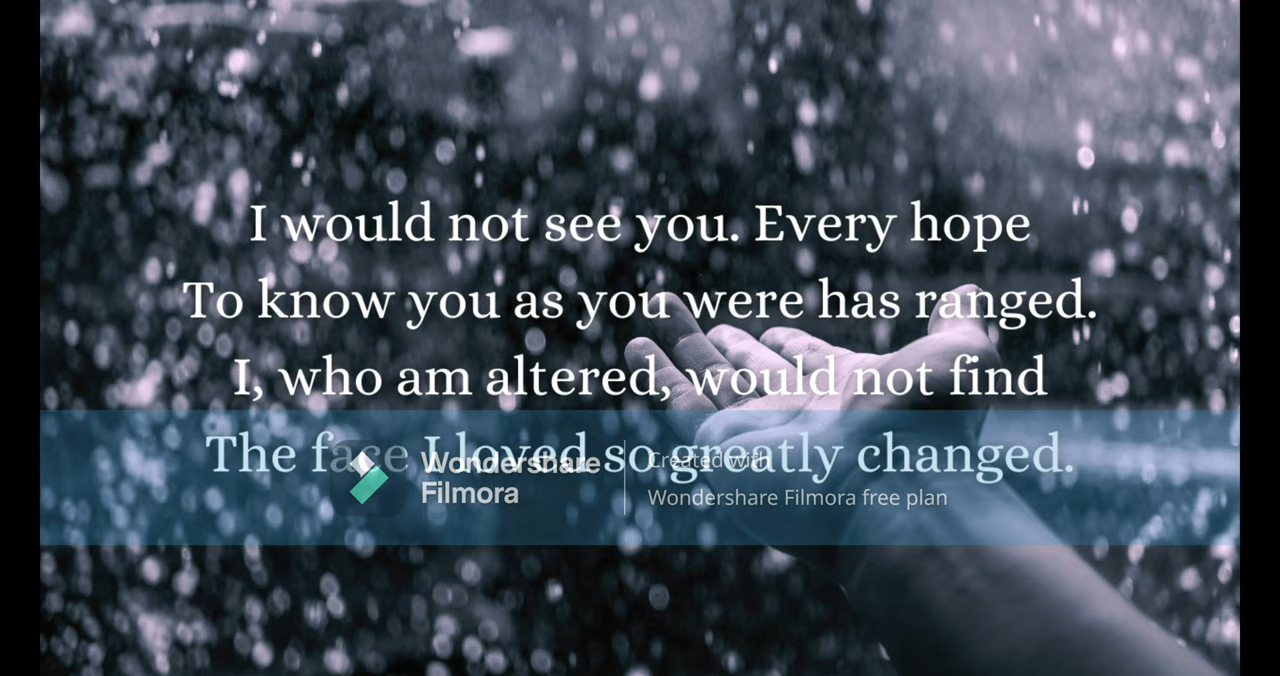 I would not see you. Every hope
To know you as you were has ranged.
I, who am altered, would not find
The face I loved so greatly changed.
Wondershare
Filmora
Created with
Wondershare Filmora free plan